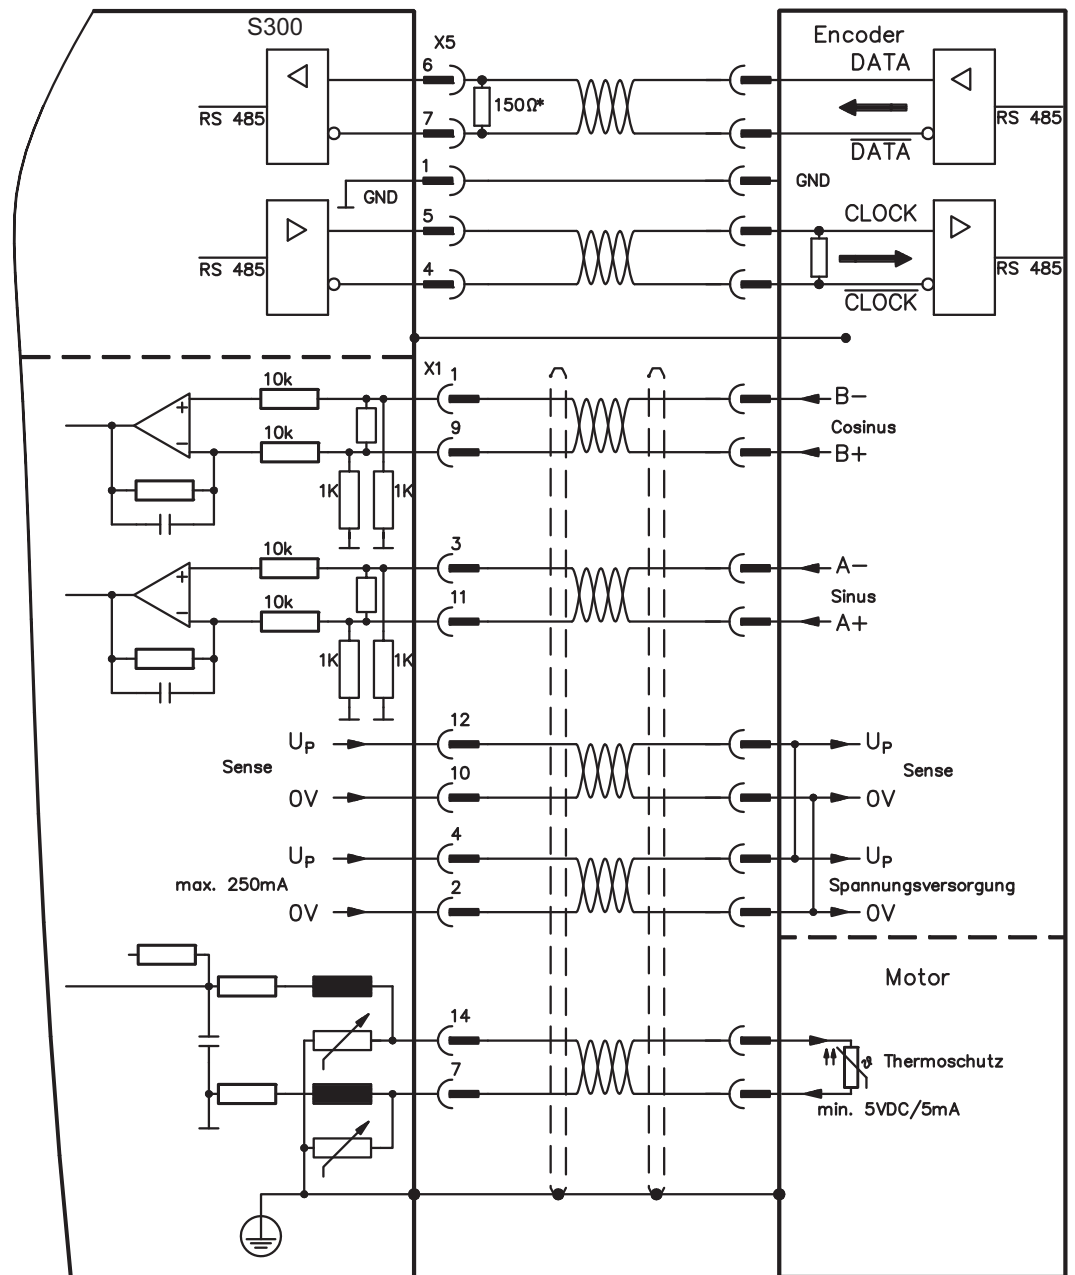 S300
X5
Encoder
6
DATA
150Ω*
RS 485
7
RS 485
DATA
1
GND
GND
5
CLOCK
RS 485
4
RS 485
CLOCK
X1
1
10k
B−
+
Cosinus
10k
9
B+
−
1K
1K
3
10k
A−
+
Sinus
10k
11
A+
−
1K
1K
12
UP
UP
Sense
Sense
10
0V
0V
4
UP
UP
max. 250mA
Spannungsversorgung
2
0V
0V
Motor
14
ϑ Thermoschutz
7
min. 5VDC/5mA